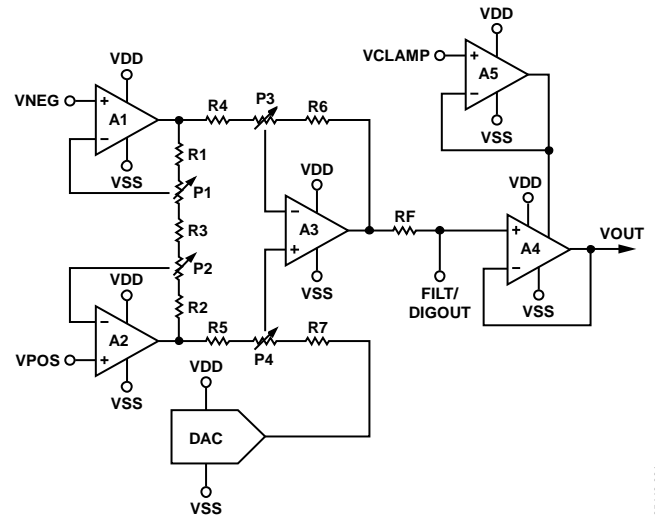 VDD
VNEG
+
A1
−
VSS
R4
P3
R6
R1
P1
R3
P2
R2
VDD
−
A2
+
VPOS
VSS
R5
P4
R7
VDD
−
A3
+
VSS
VDD
DAC
VSS
RF
FILT/
DIGOUT
VDD
VCLAMP
+
A5
−
VSS
VDD
+
A4
−
VSS
VOUT